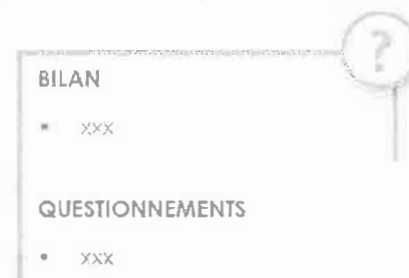 ?
BILAN
▪ xxx
QUESTIONNEMENTS
• xxx